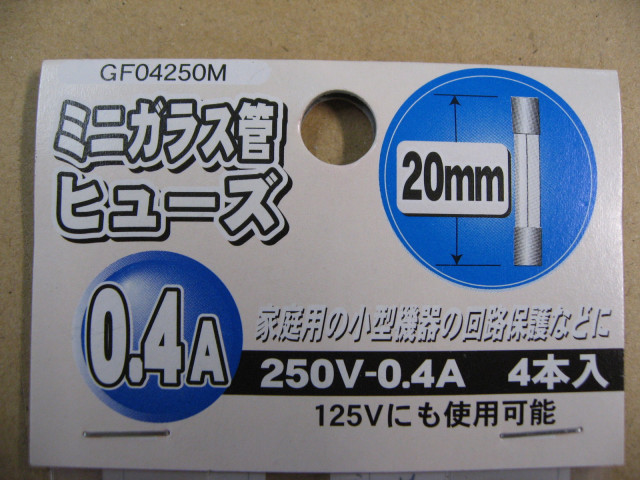 GF04250M
ミニガラス管
ヒューズ
20mm
0.4A
家庭用の小型機器の回路保護などに
250V-0.4A 4本入
125Vにも使用可能